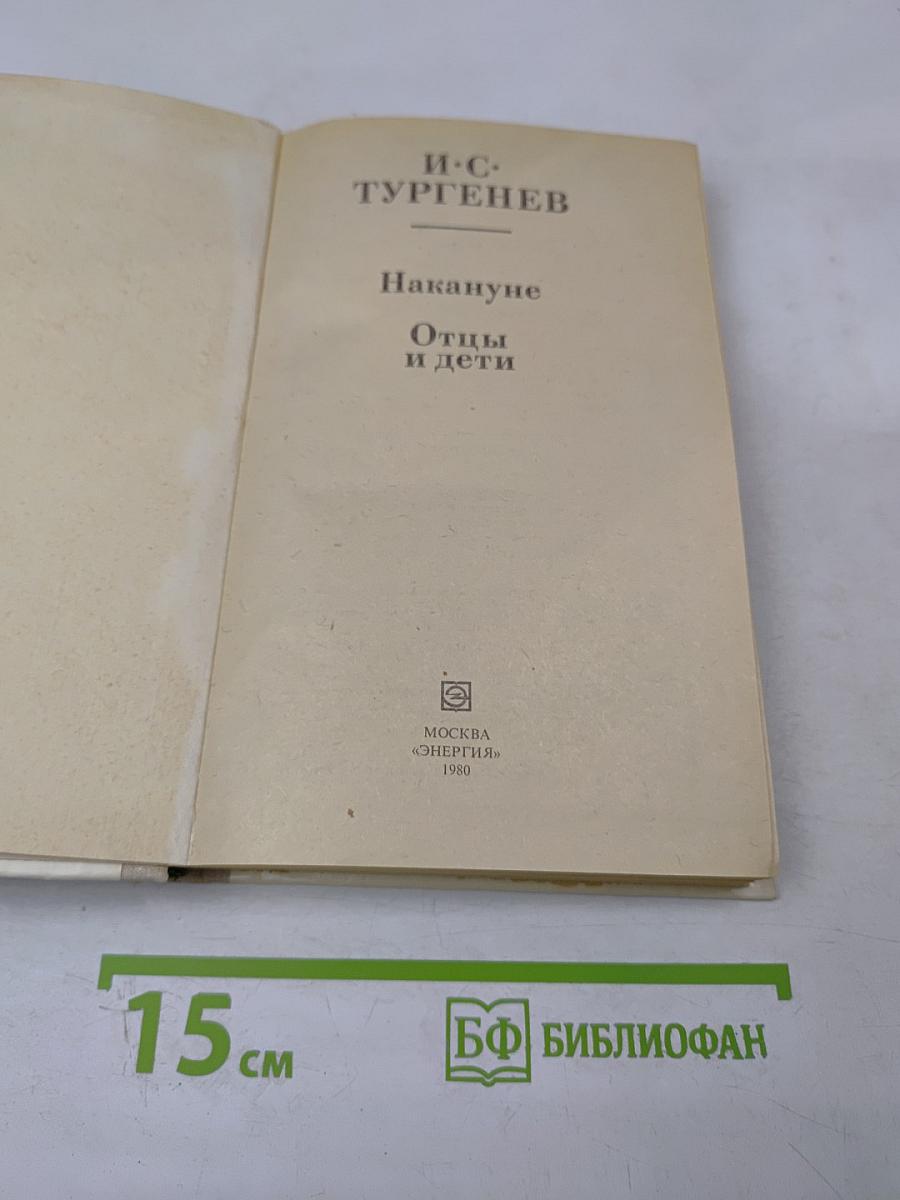 И·С·
ТУРГЕНЕВ
Накануне
Отцы
и дети
МОСКВА
«ЭНЕРГИЯ»
1980
15 см
БФ БИБЛИОФАН